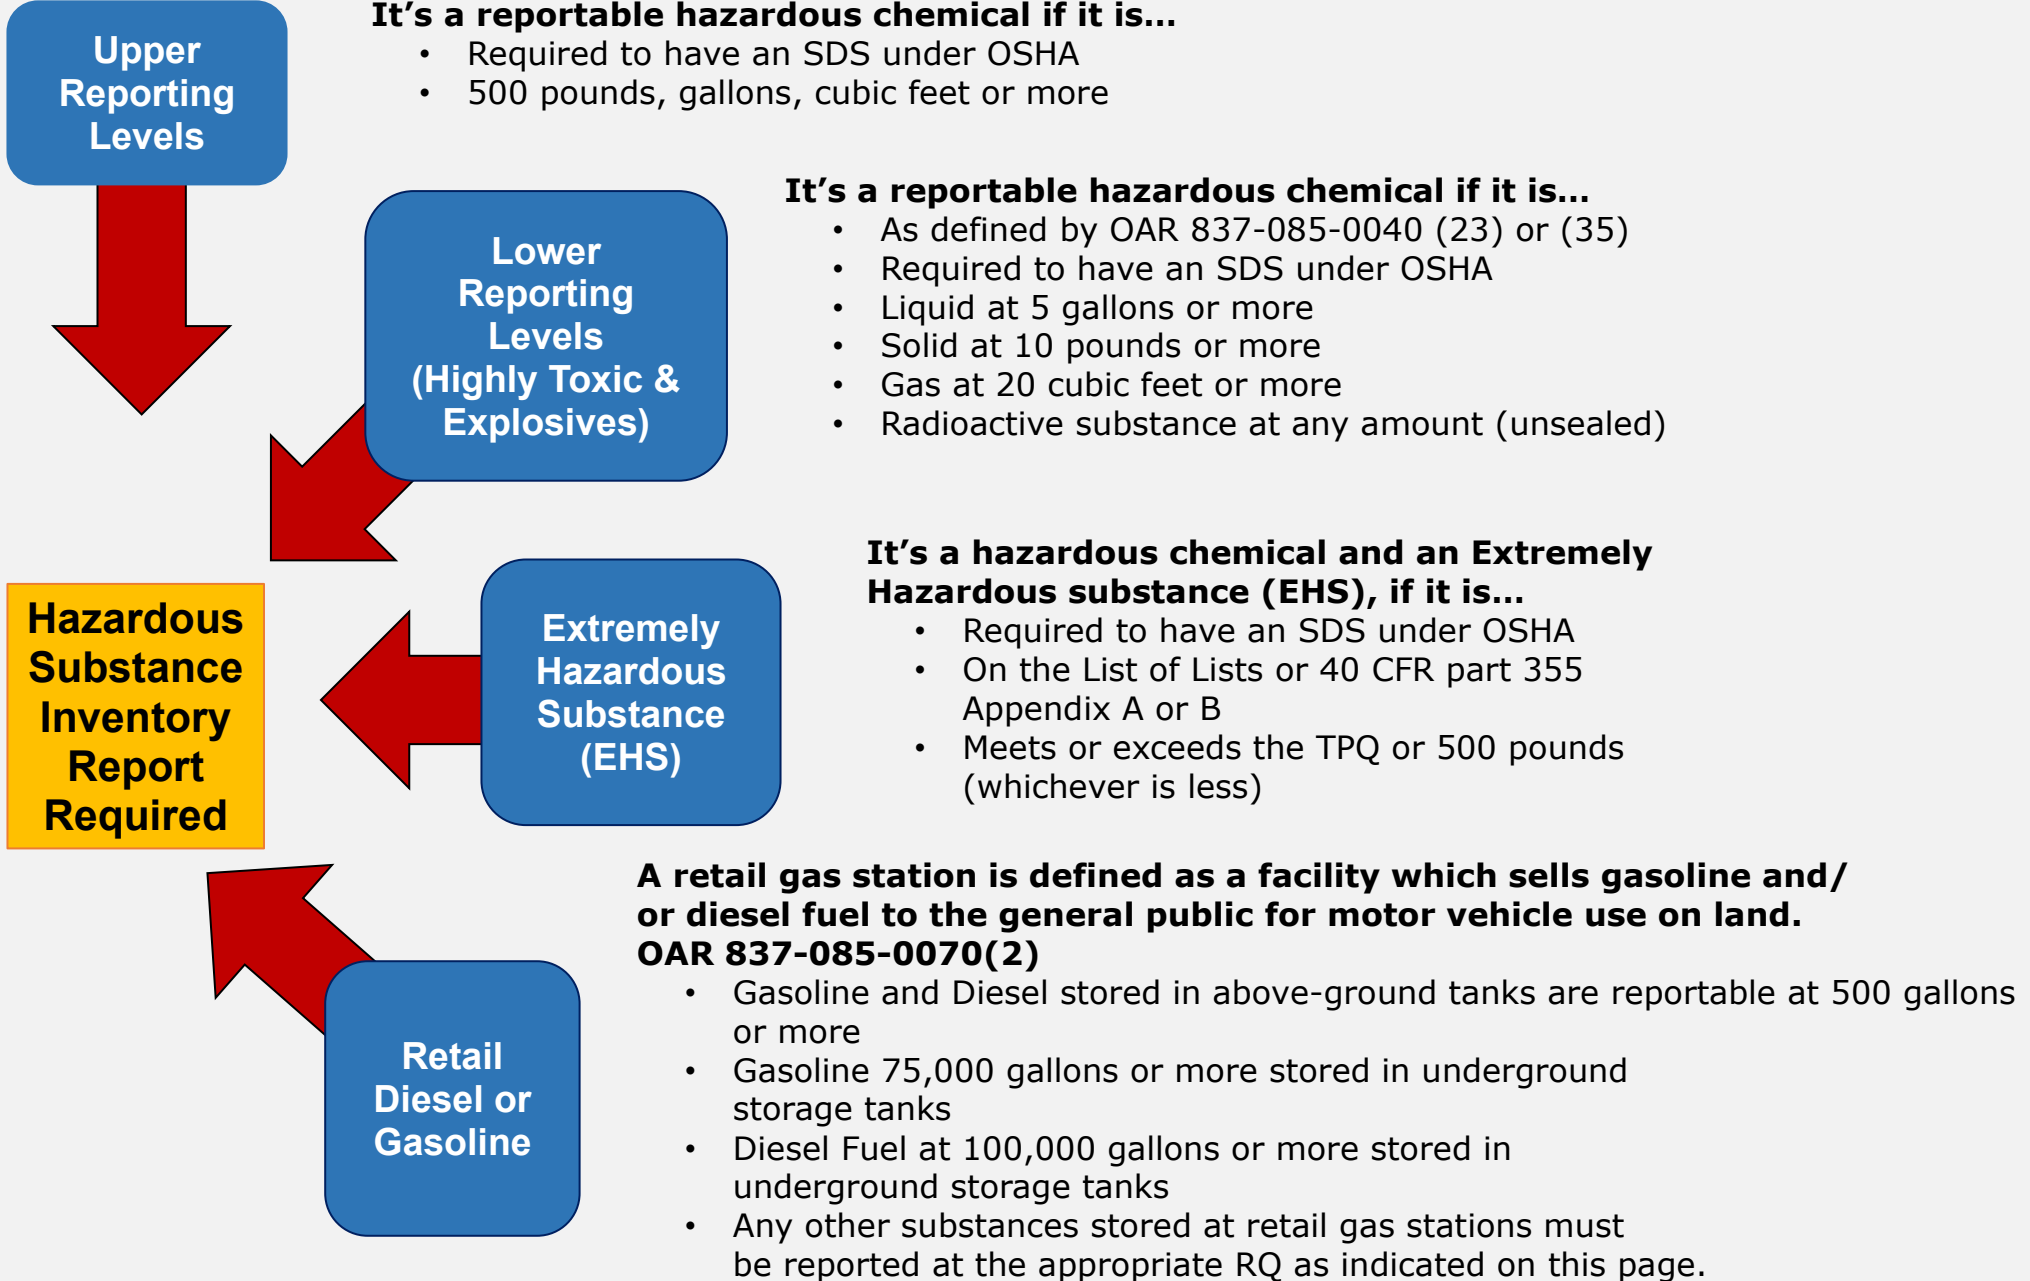 Upper
Reporting
Levels
It’s a reportable hazardous chemical if it is…
• Required to have an SDS under OSHA
• 500 pounds, gallons, cubic feet or more
Lower
Reporting
Levels
(Highly Toxic &
Explosives)
It’s a reportable hazardous chemical if it is…
• As defined by OAR 837-085-0040 (23) or (35)
• Required to have an SDS under OSHA
• Liquid at 5 gallons or more
• Solid at 10 pounds or more
• Gas at 20 cubic feet or more
• Radioactive substance at any amount (unsealed)
Hazardous
Substance
Inventory
Report
Required
Extremely
Hazardous
Substance
(EHS)
It’s a hazardous chemical and an Extremely
Hazardous substance (EHS), if it is…
• Required to have an SDS under OSHA
• On the List of Lists or 40 CFR part 355
Appendix A or B
• Meets or exceeds the TPQ or 500 pounds
(whichever is less)
Retail
Diesel or
Gasoline
A retail gas station is defined as a facility which sells gasoline and/
or diesel fuel to the general public for motor vehicle use on land.
OAR 837-085-0070(2)
• Gasoline and Diesel stored in above-ground tanks are reportable at 500 gallons
or more
• Gasoline 75,000 gallons or more stored in underground
storage tanks
• Diesel Fuel at 100,000 gallons or more stored in
underground storage tanks
• Any other substances stored at retail gas stations must
be reported at the appropriate RQ as indicated on this page.